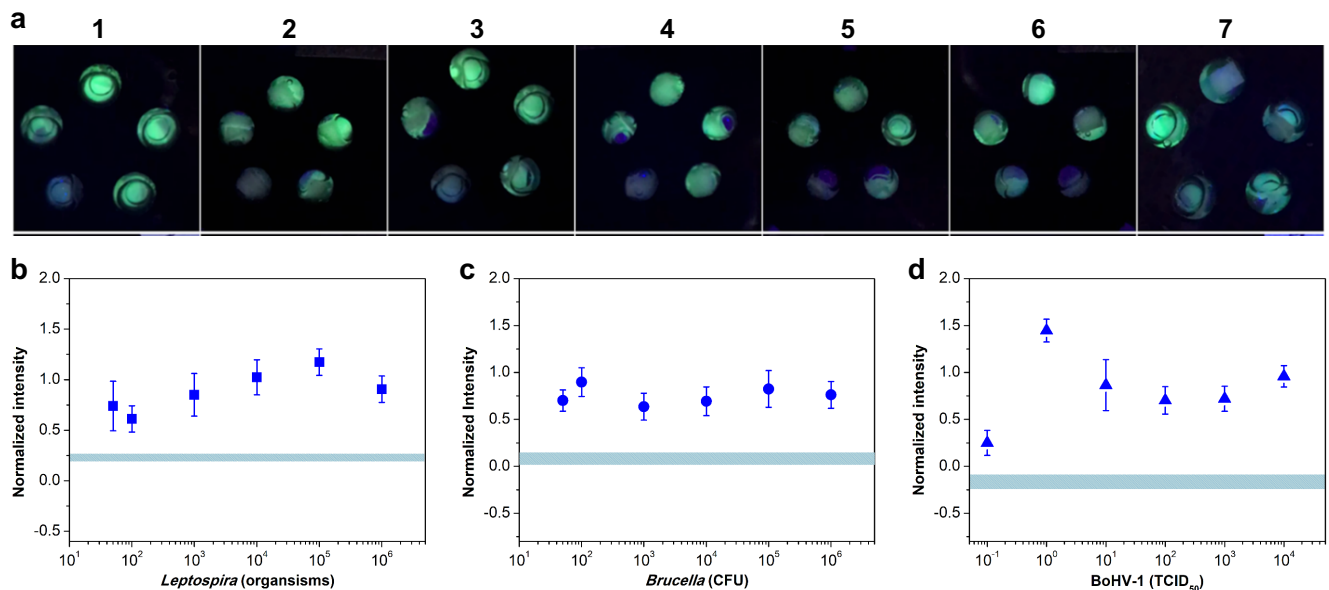 a
1 2 3 4 5 6 7
b
2.0
1.5
1.0
0.5
0.0
-0.5
Normalized intensity
10¹ 10² 10³ 10⁴ 10⁵ 10⁶
Leptospira (organsisms)
c
2.0
1.5
1.0
0.5
0.0
-0.5
Normalized intensity
10¹ 10² 10³ 10⁴ 10⁵ 10⁶
Brucella (CFU)
d
2.0
1.5
1.0
0.5
0.0
-0.5
Normalized intensity
10⁻¹ 10⁰ 10¹ 10² 10³ 10⁴
BoHV-1 (TCID₅₀)